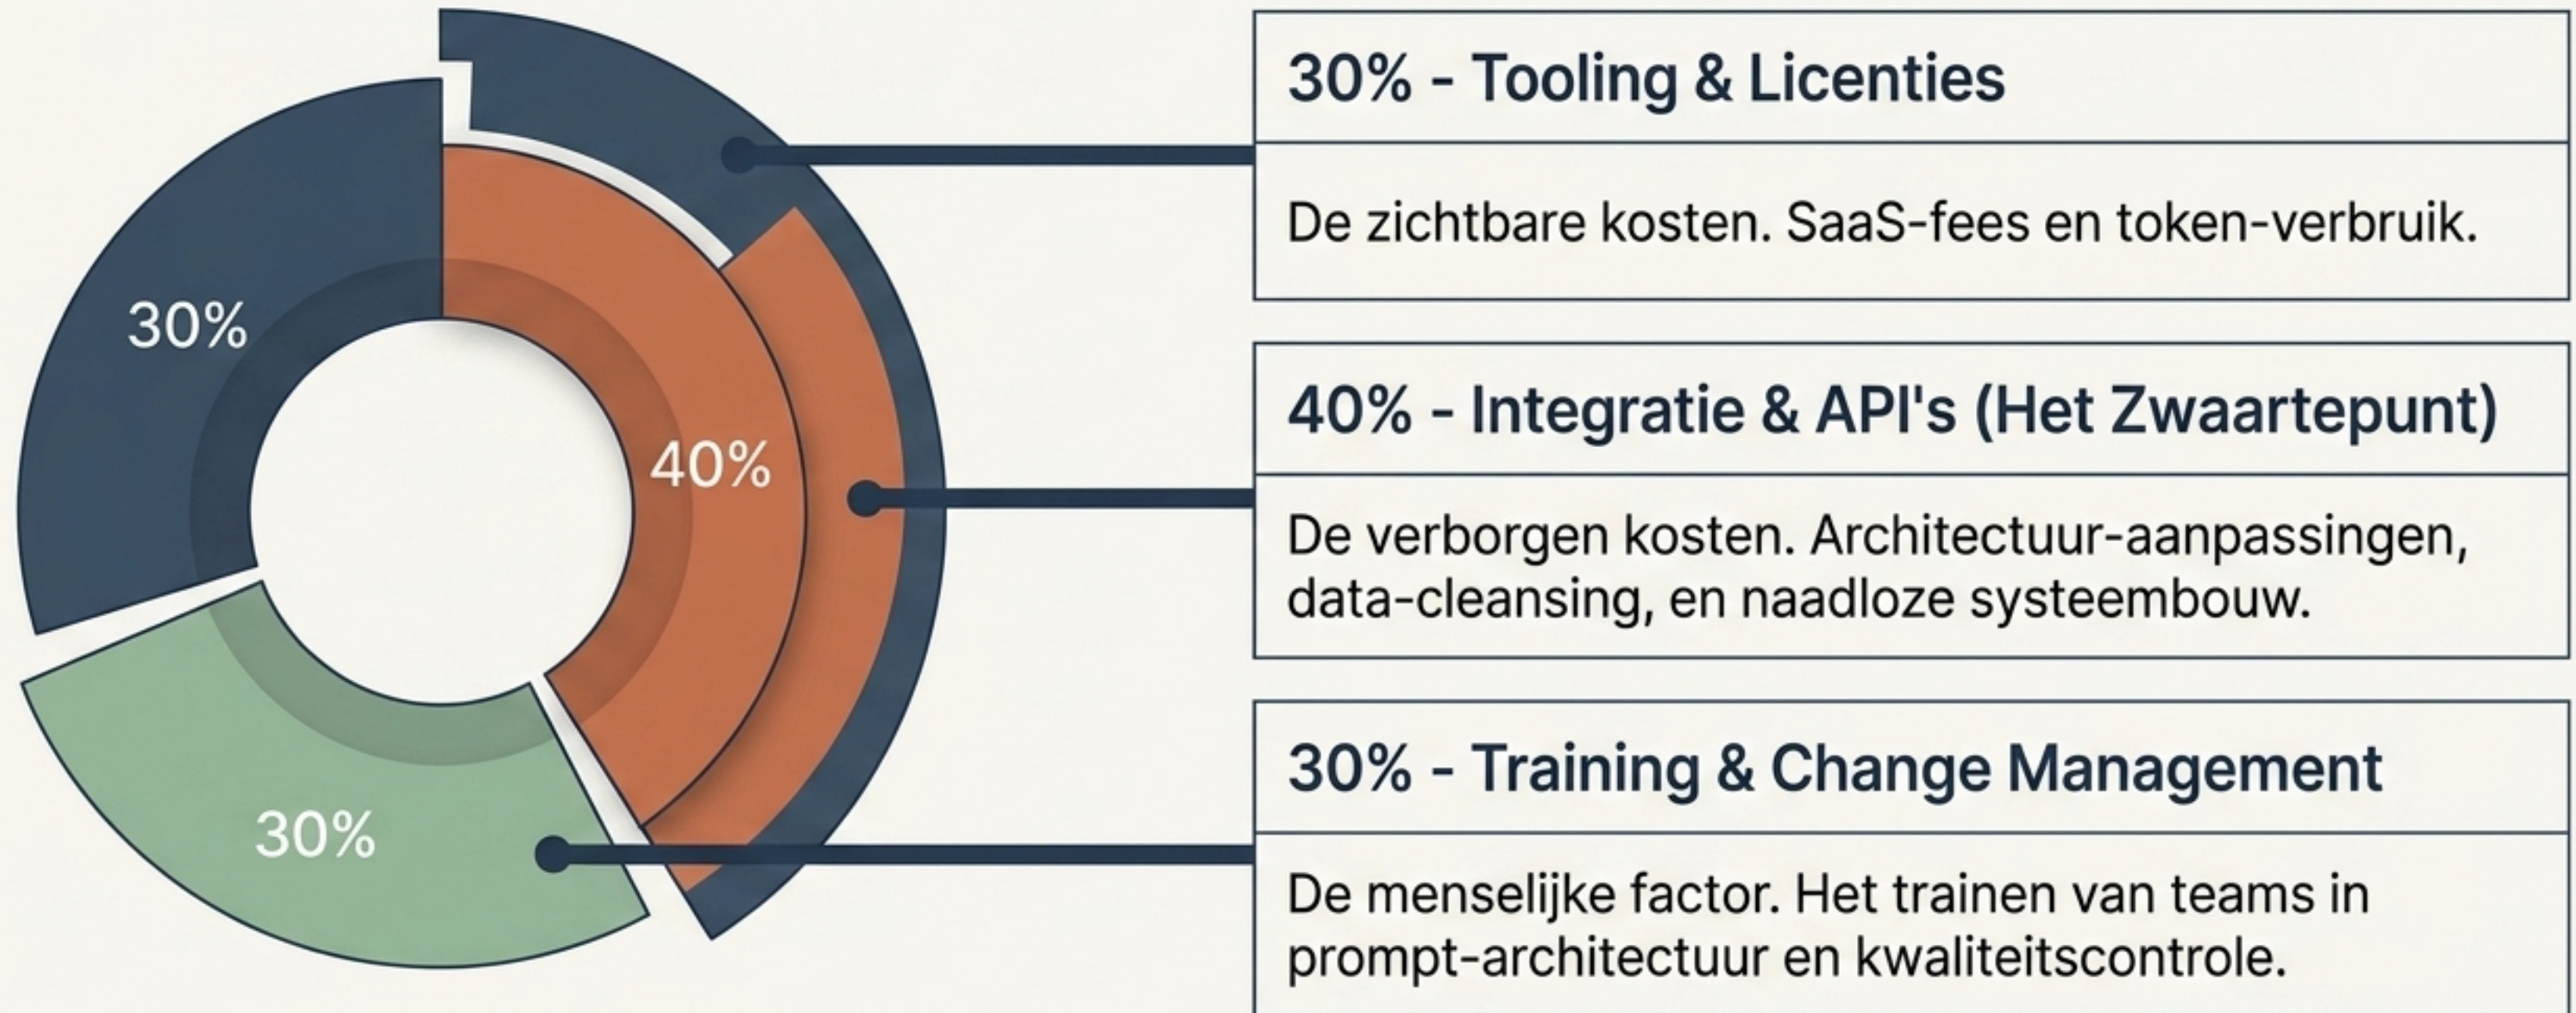 30%
40%
30%
30% - Tooling & Licenties
De zichtbare kosten. SaaS-fees en token-verbruik.
40% - Integratie & API's (Het Zwaartepunt)
De verborgen kosten. Architectuur-aanpassingen,
data-cleansing, en naadloze systeembouw.
30% - Training & Change Management
De menselijke factor. Het trainen van teams in
prompt-architectuur en kwaliteitscontrole.